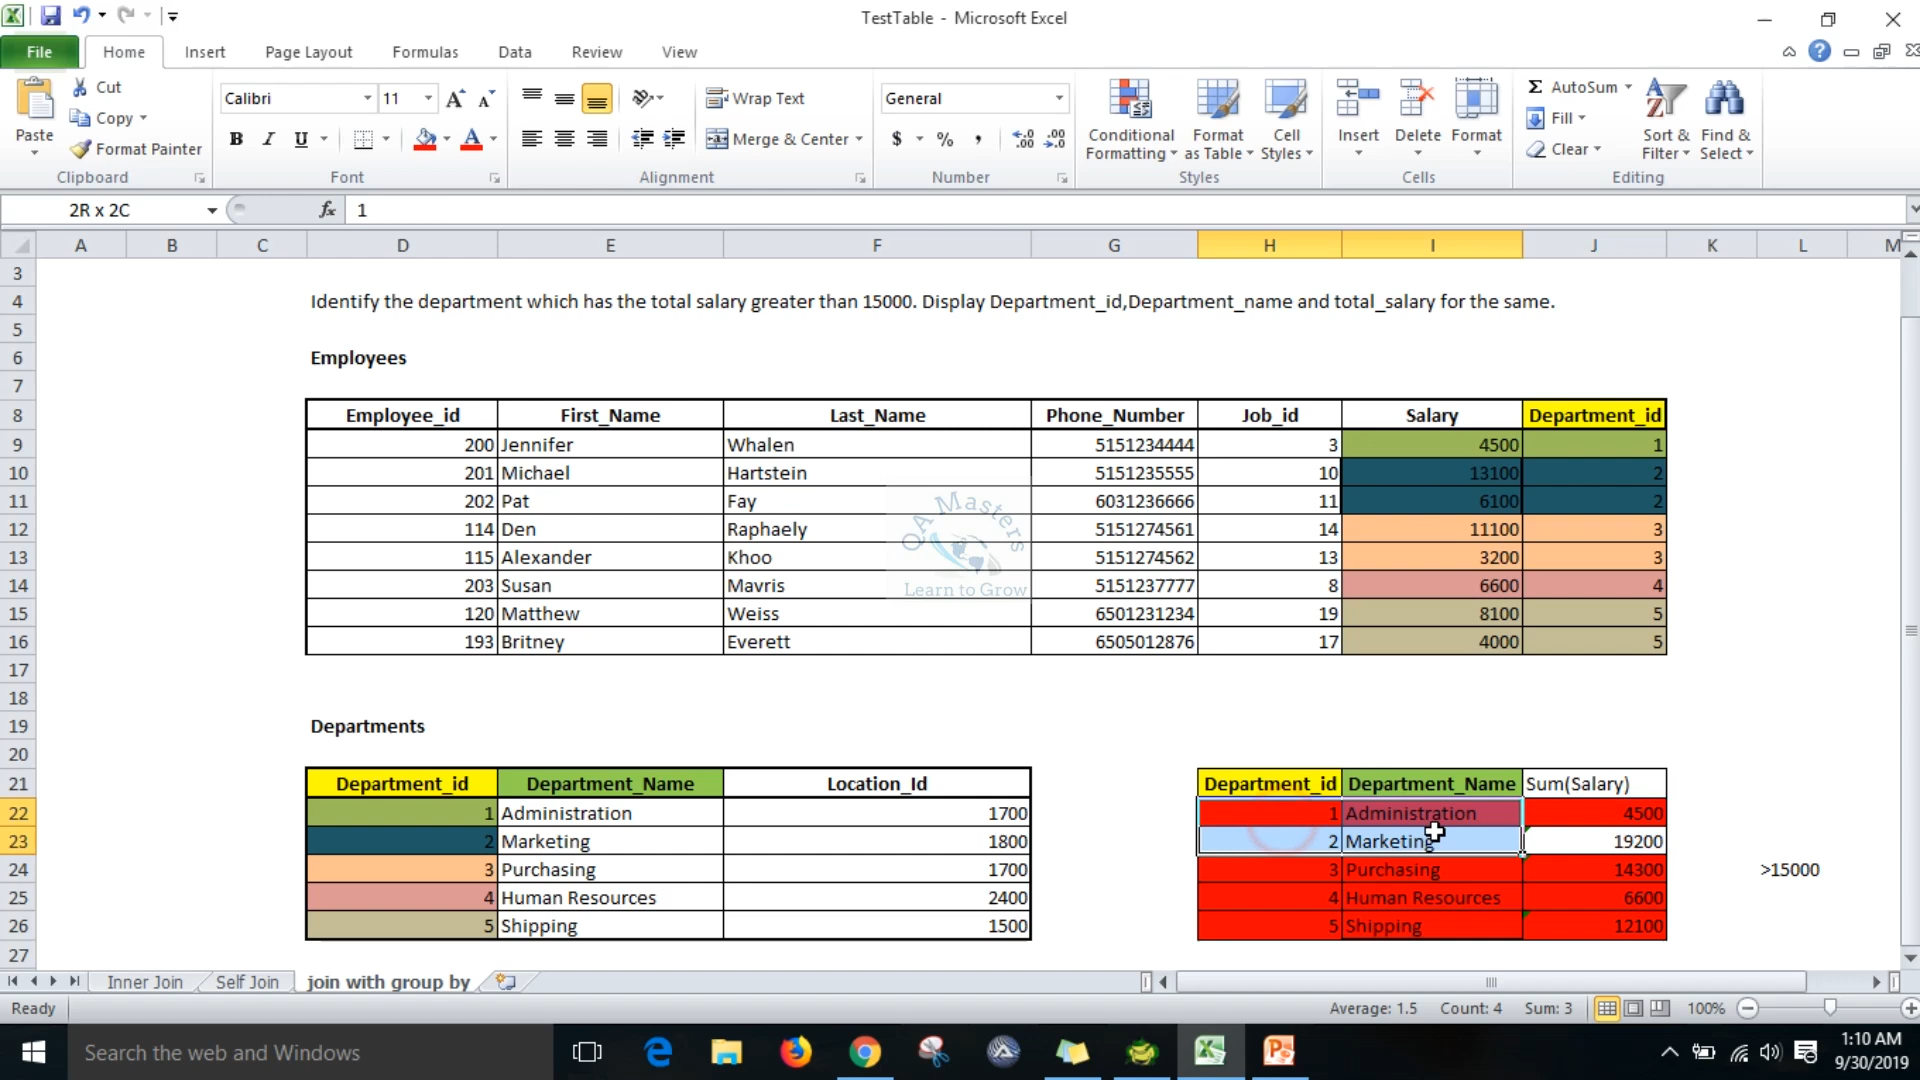 TestTable - Microsoft Excel
File Home Insert Page Layout Formulas Data Review View
Paste
Cut
Copy
Format Painter
Clipboard
Calibri 11
B I U
Font
Wrap Text
Merge & Center
Alignment
General
$ % ,
Number
Conditional Formatting
Format as Table
Cell Styles
Styles
Insert Delete Format
Cells
Σ AutoSum
Fill
Clear
Sort & Filter
Find & Select
Editing
2R x 2C fx 1
A B C D E F G H I J K L M
3
4 Identify the department which has the total salary greater than 15000. Display Department_id,Department_name and total_salary for the same.
5
6 Employees
7
8 Employee_id First_Name Last_Name Phone_Number Job_id Salary Department_id
9 200 Jennifer Whalen 5151234444 3 4500 1
10 201 Michael Hartstein 5151235555 10 13100 2
11 202 Pat Fay 6031236666 11 6100 2
12 114 Den Raphaely 5151274561 14 11100 3
13 115 Alexander Khoo 5151274562 13 3200 3
14 203 Susan Mavris 5151237777 8 6600 4
15 120 Matthew Weiss 6501231234 19 8100 5
16 193 Britney Everett 6505012876 17 4000 5
QA Masters
Learn to Grow
17
18
19 Departments
20
21 Department_id Department_Name Location_Id Department_id Department_Name Sum(Salary)
22 1 Administration 1700 1 Administration 4500
23 2 Marketing 1800 2 Marketing 19200
24 3 Purchasing 1700 3 Purchasing 14300 >15000
25 4 Human Resources 2400 4 Human Resources 6600
26 5 Shipping 1500 5 Shipping 12100
27
Inner Join Self Join join with group by
Ready Average: 1.5 Count: 4 Sum: 3 100%
Search the web and Windows
1:10 AM
9/30/2019